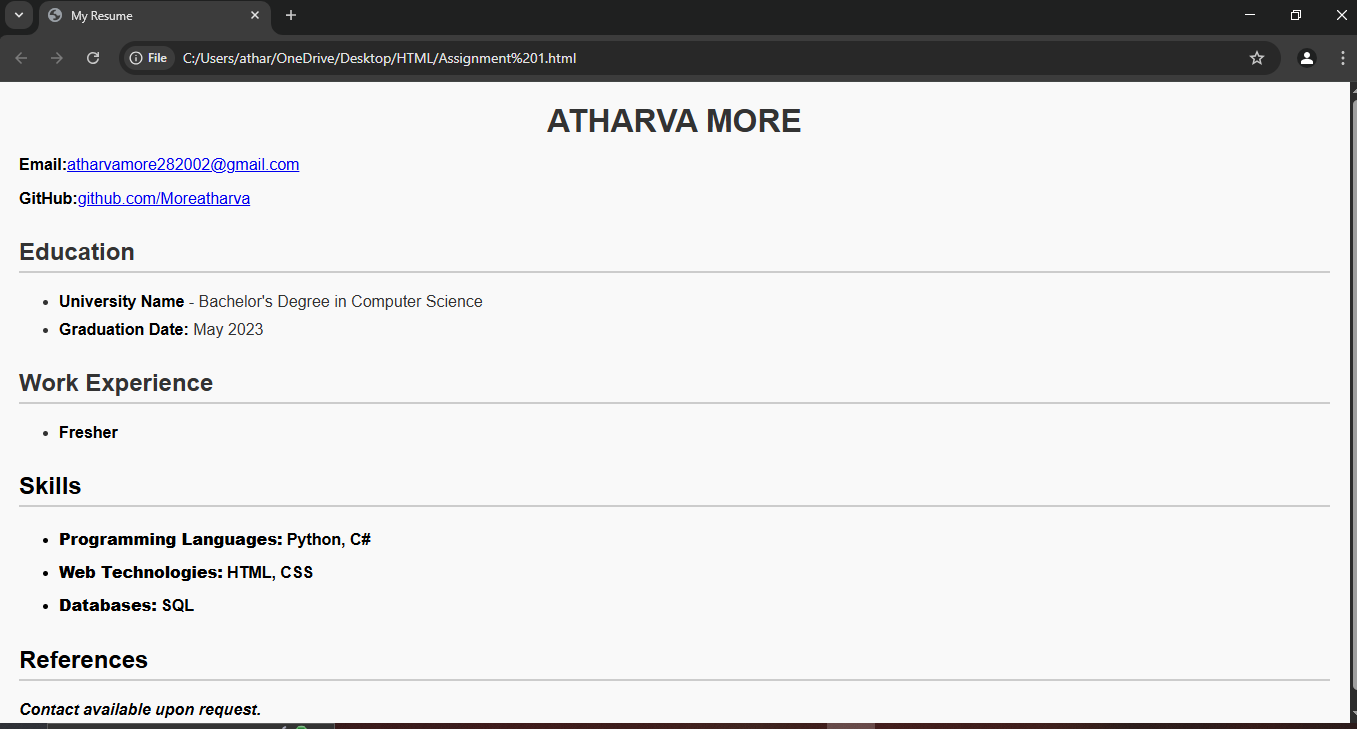 My Resume
File
C:/Users/athar/OneDrive/Desktop/HTML/Assignment%201.html
ATHARVA MORE
Email:atharvamore282002@gmail.com
GitHub:github.com/Moreatharva
Education
University Name - Bachelor's Degree in Computer Science
Graduation Date: May 2023
Work Experience
Fresher
Skills
Programming Languages: Python, C#
Web Technologies: HTML, CSS
Databases: SQL
References
Contact available upon request.